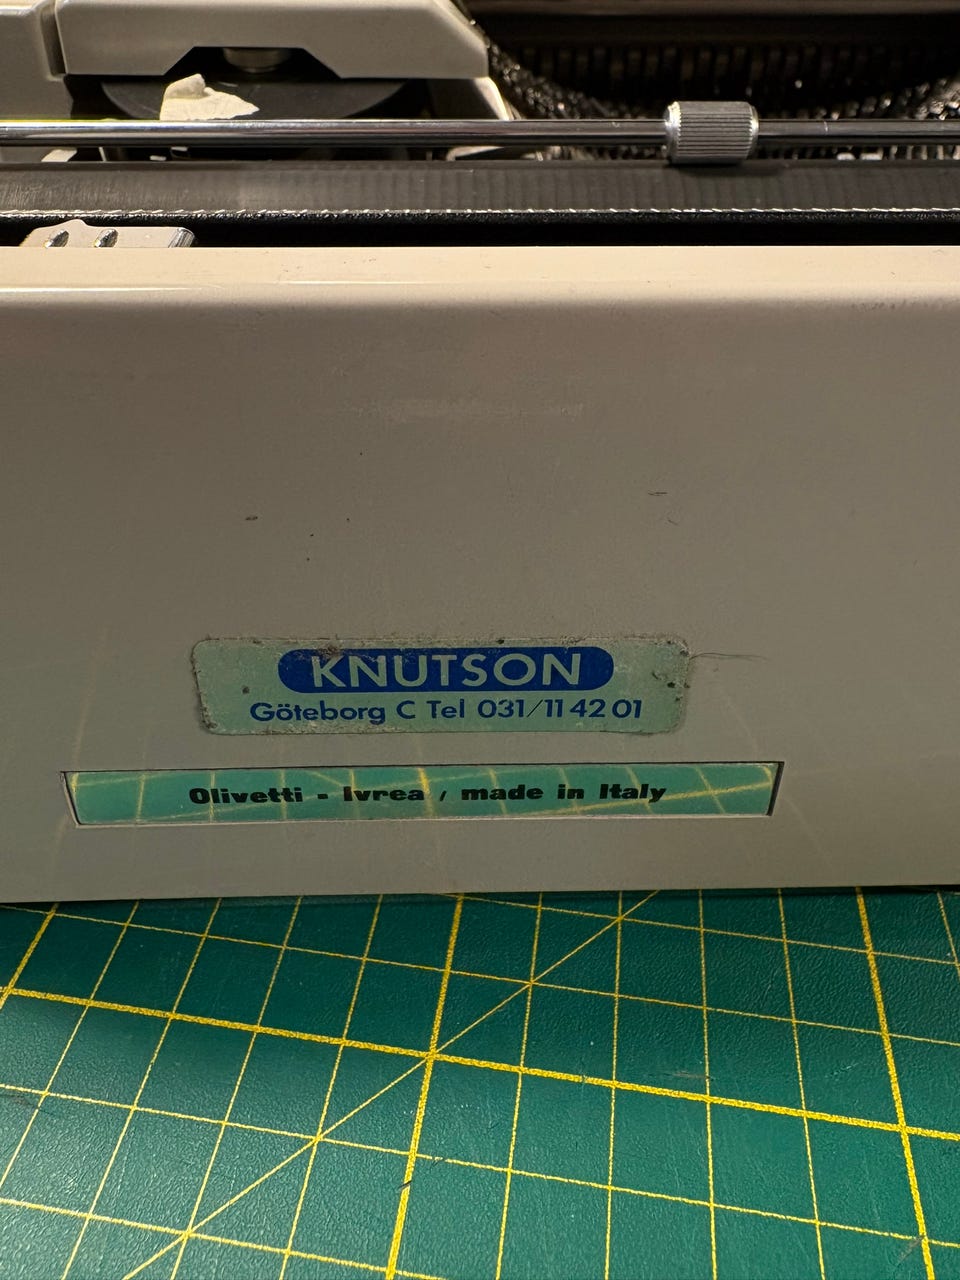 KNUTSON
Göteborg C Tel 031/11 42 01
Olivetti - Ivrea / made in Italy